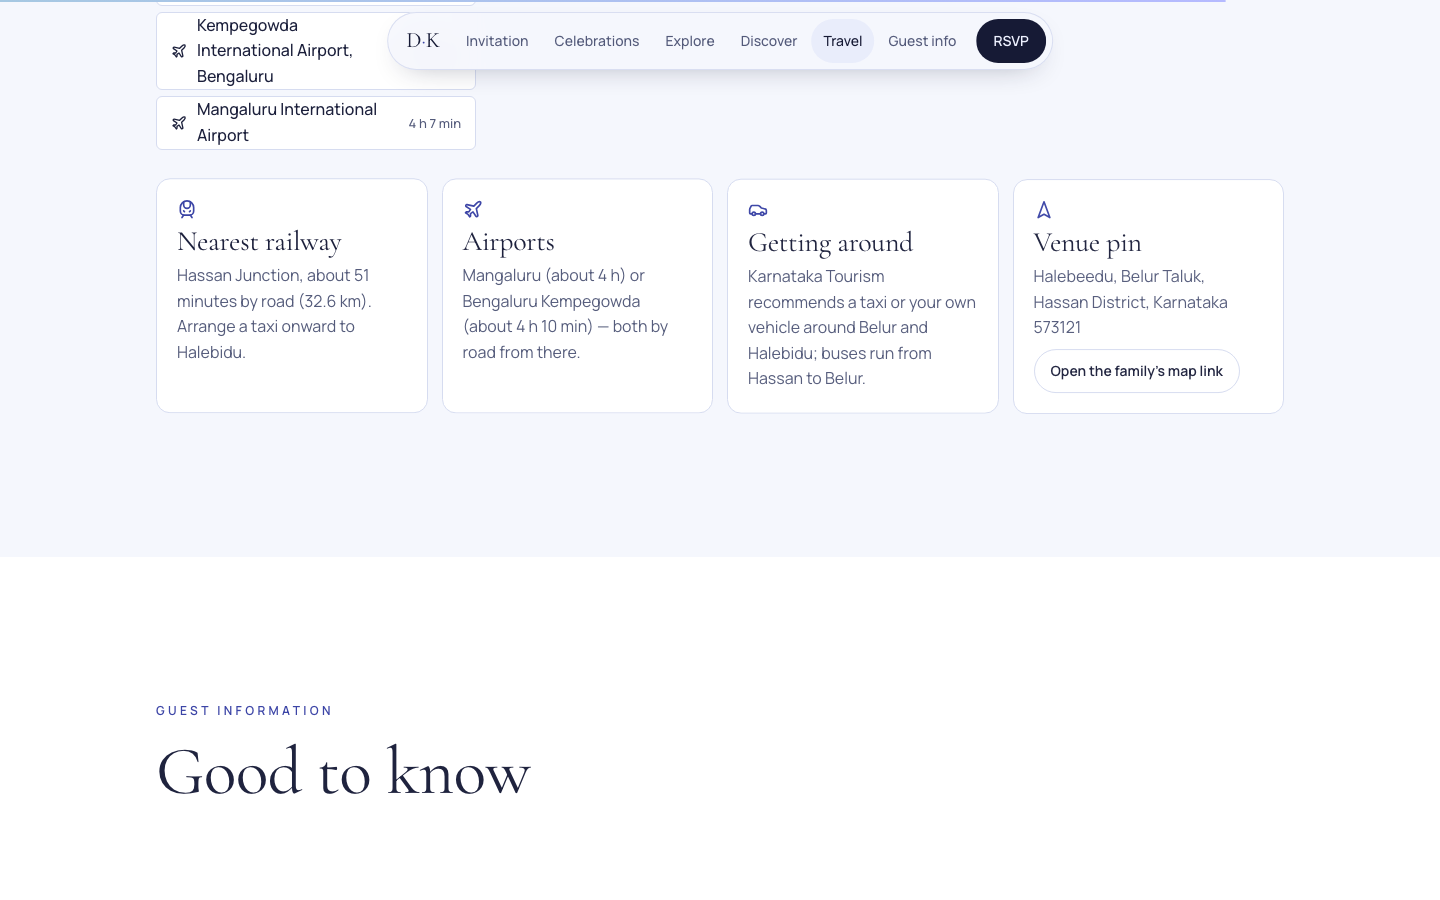 D·K
Invitation
Celebrations
Explore
Discover
Travel
Guest info
RSVP
Kempegowda
International Airport,
Bengaluru
Mangaluru International
Airport
4 h 7 min
Nearest railway
Hassan Junction, about 51
minutes by road (32.6 km).
Arrange a taxi onward to
Halebidu.
Airports
Mangaluru (about 4 h) or
Bengaluru Kempegowda
(about 4 h 10 min) — both by
road from there.
Getting around
Karnataka Tourism
recommends a taxi or your own
vehicle around Belur and
Halebidu; buses run from
Hassan to Belur.
Venue pin
Halebeedu, Belur Taluk,
Hassan District, Karnataka
573121
Open the family's map link
GUEST INFORMATION
Good to know